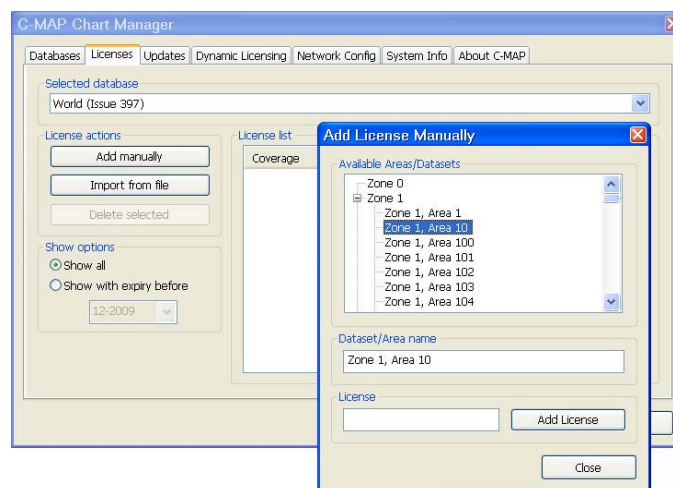 C-MAP Chart Manager
Databases Licenses Updates Dynamic Licensing Network Config System Info About C-MAP
Selected database
World (Issue 397)
License actions
Add manually
Import from file
Delete selected
Show options
Show all
Show with expiry before
12-2009
License list
Coverage
Add License Manually
Available Areas/Datasets
Zone 0
Zone 1
Zone 1, Area 1
Zone 1, Area 10
Zone 1, Area 100
Zone 1, Area 101
Zone 1, Area 102
Zone 1, Area 103
Zone 1, Area 104
Dataset/Area name
Zone 1, Area 10
License
Add License
Close